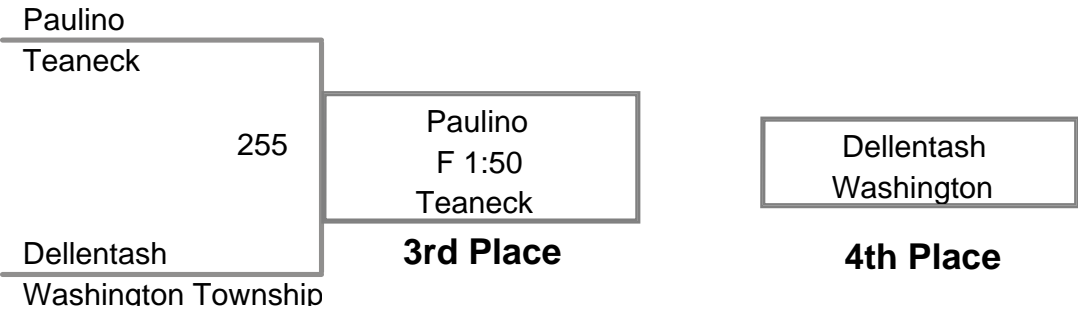 Paulino
Teaneck
255
Paulino
F 1:50
Teaneck
3rd Place
Dellentash
Washington
4th Place
Dellentash
Washington Township